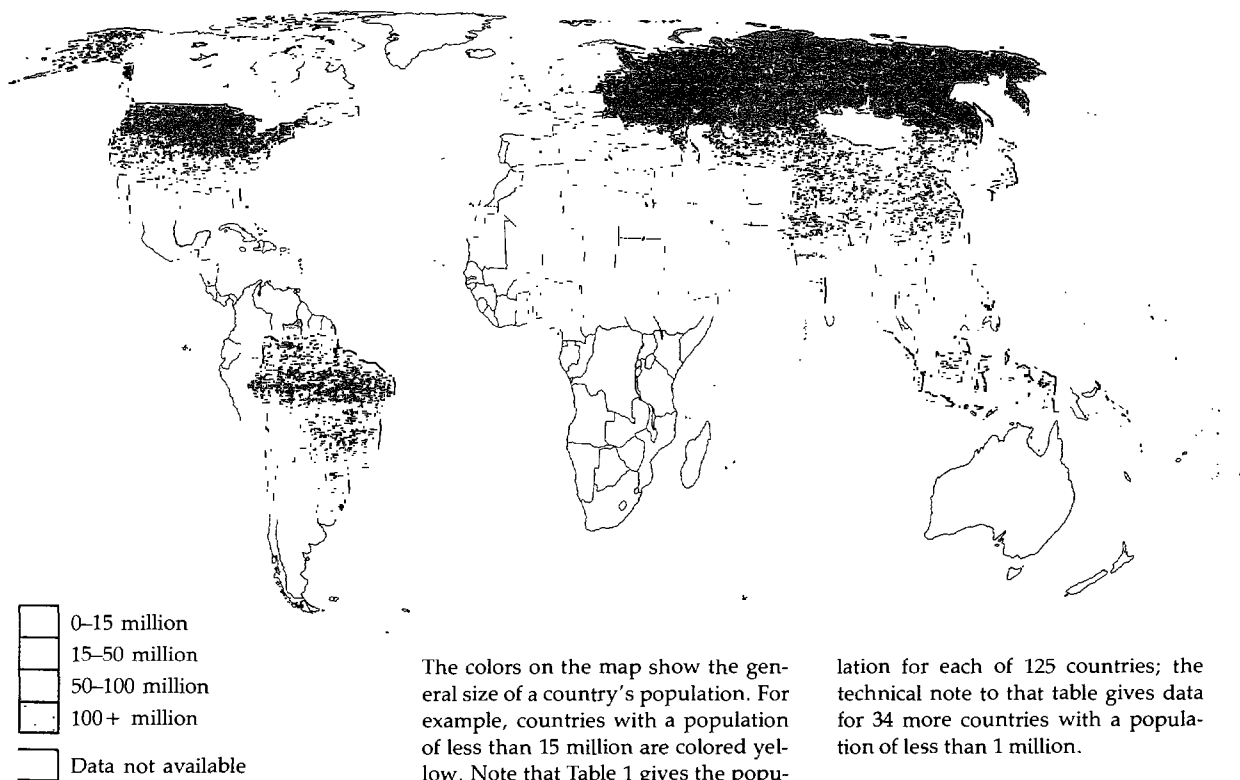 0–15 million
15–50 million
50–100 million
100+ million
Data not available
The colors on the map show the gen-
eral size of a country's population. For
example, countries with a population
of less than 15 million are colored yel-
low. Note that Table 1 gives the popu-
lation for each of 125 countries; the
technical note to that table gives data
for 34 more countries with a popula-
tion of less than 1 million.